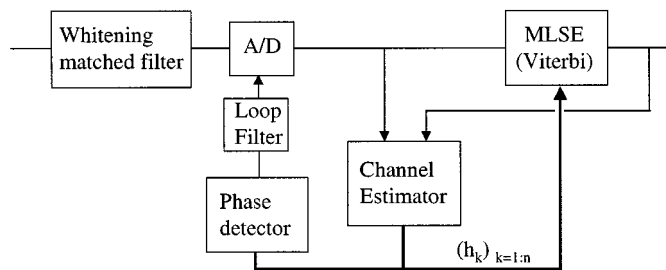 Whitening
matched filter
A/D
MLSE
(Viterbi)
Loop
Filter
Channel
Estimator
Phase
detector
(h_k) _{k=1:n}